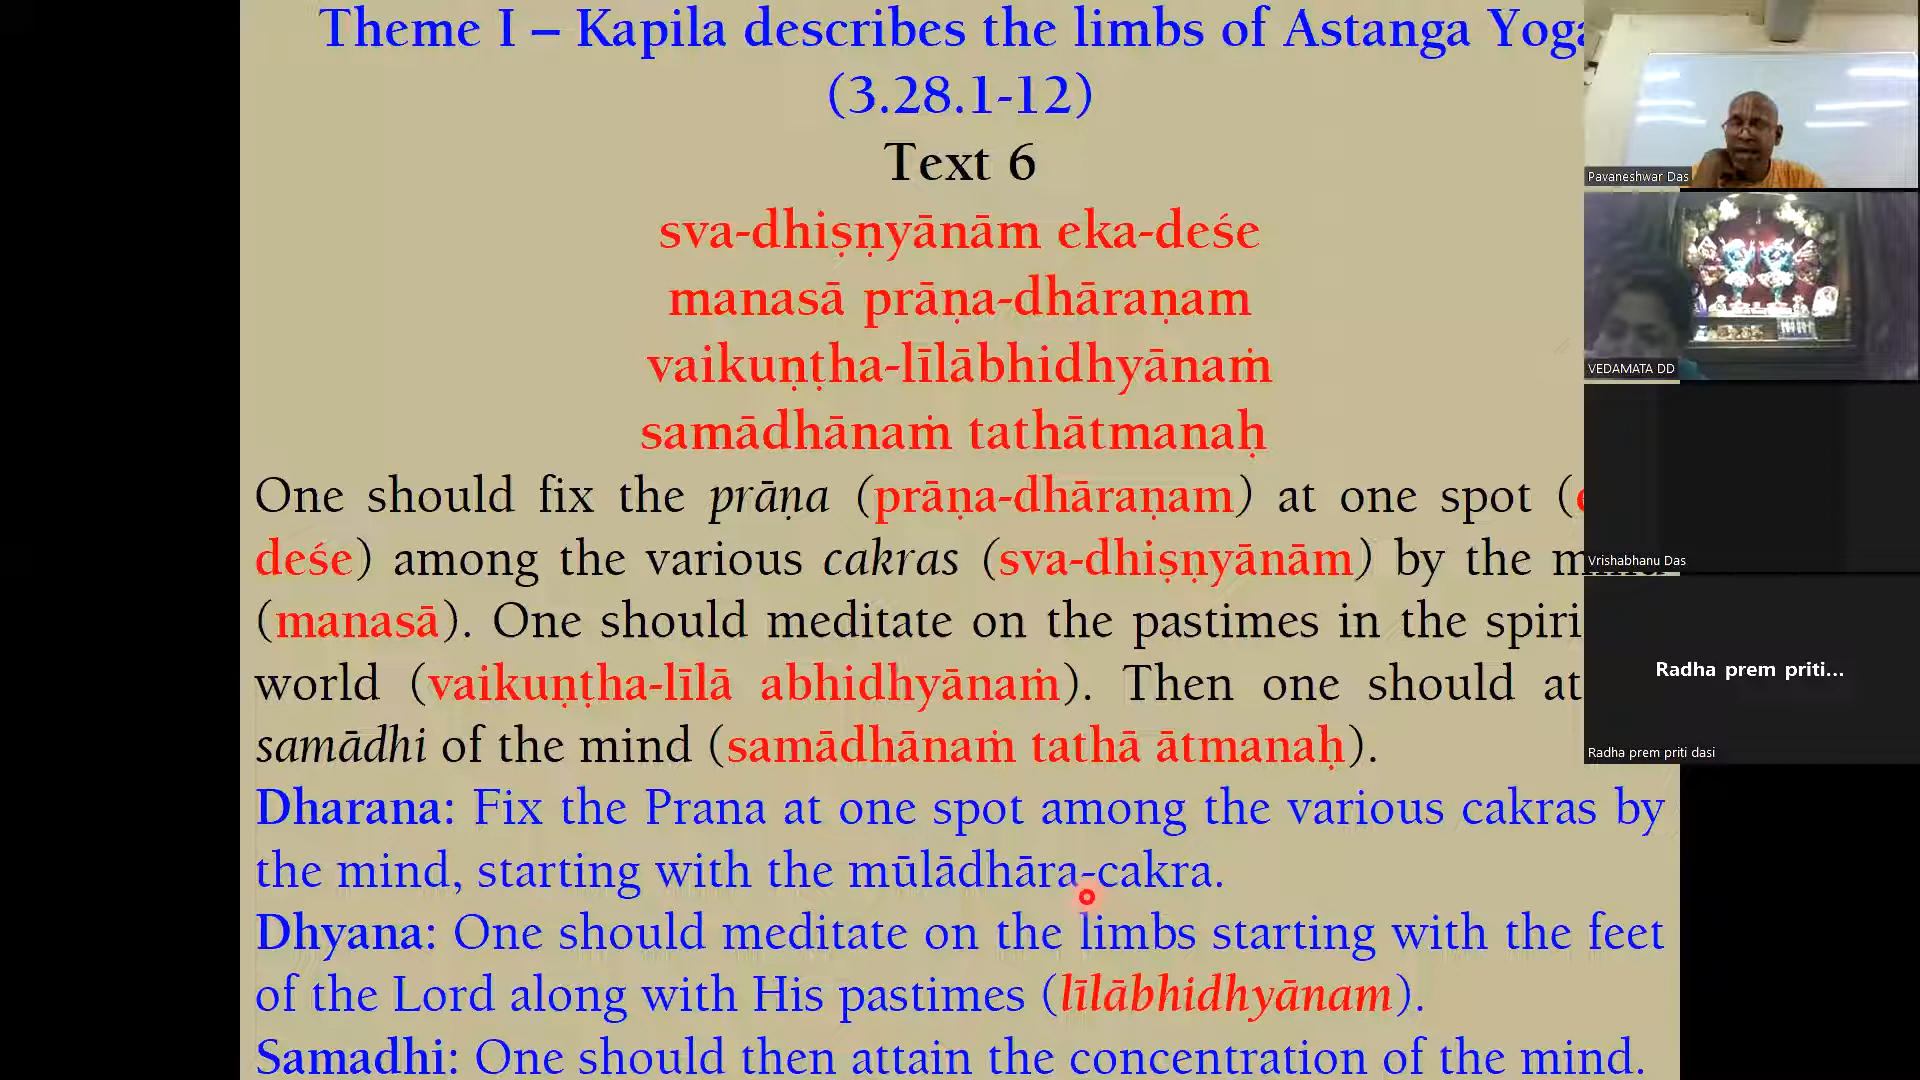 Theme I – Kapila describes the limbs of Astanga Yoga
(3.28.1-12)
Text 6
sva-dhiṣṇyānām eka-deśe
manasā prāṇa-dhāraṇam
vaikuṇṭha-līlābhidhyānaṁ
samādhānaṁ tathātmanaḥ
One should fix the prāṇa (prāṇa-dhāraṇam) at one spot (
deśe) among the various cakras (sva-dhiṣṇyānām) by the
(manasā). One should meditate on the pastimes in the
world (vaikuṇṭha-līlā abhidhyānaṁ). Then one should
samādhi of the mind (samādhānaṁ tathā ātmanaḥ).
Dharana: Fix the Prana at one spot among the various cakras by
the mind, starting with the mūlādhāra-cakra.
Dhyana: One should meditate on the limbs starting with the feet
of the Lord along with His pastimes (līlābhidhyānam).
Samadhi: One should then attain the concentration of the mind.
Pavaneshwar Das
VEDAMATA DD
Vrishabhanu Das
Radha prem priti...
Radha prem priti dasi